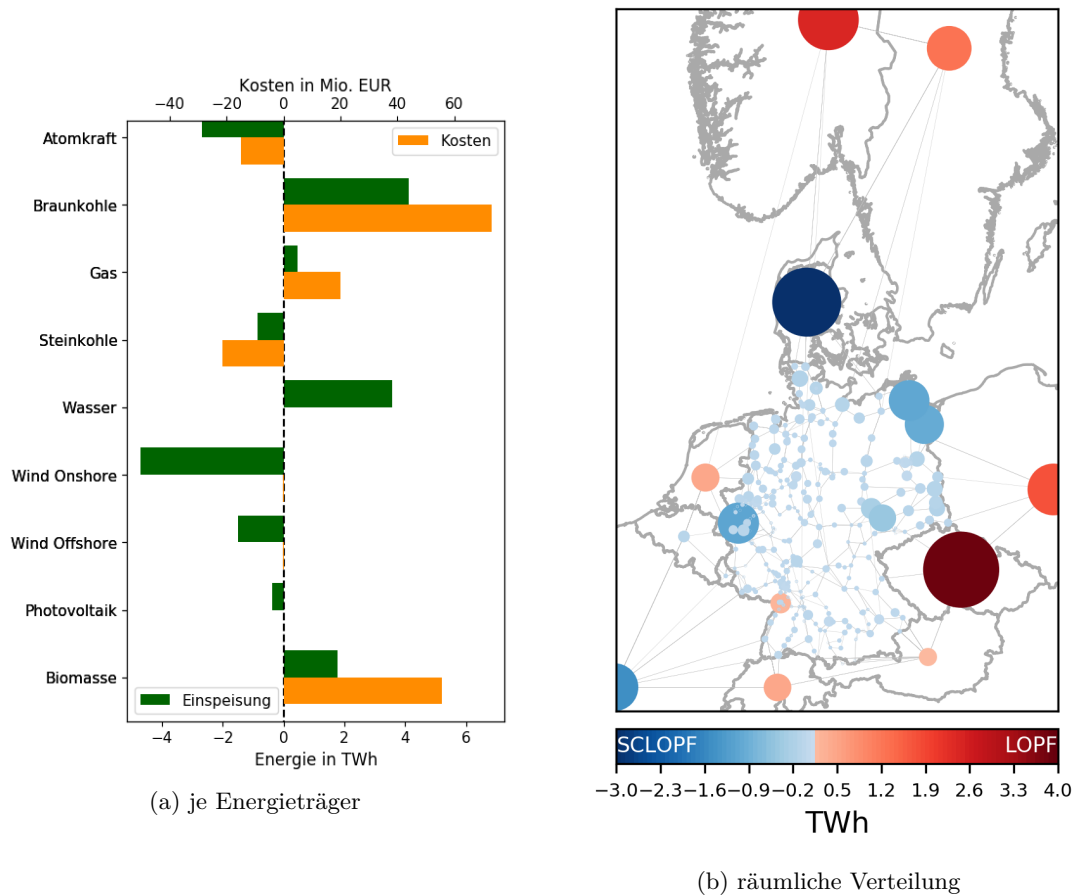 Kosten in Mio. EUR
−40 −20 0 20 40 60
Atomkraft
Braunkohle
Gas
Steinkohle
Wasser
Wind Onshore
Wind Offshore
Photovoltaik
Biomasse
Kosten
Einspeisung
−4 −2 0 2 4 6
Energie in TWh
(a) je Energieträger
SCLOPF LOPF
−3.0 −2.3 −1.6 −0.9 −0.2 0.5 1.2 1.9 2.6 3.3 4.0
TWh
(b) räumliche Verteilung